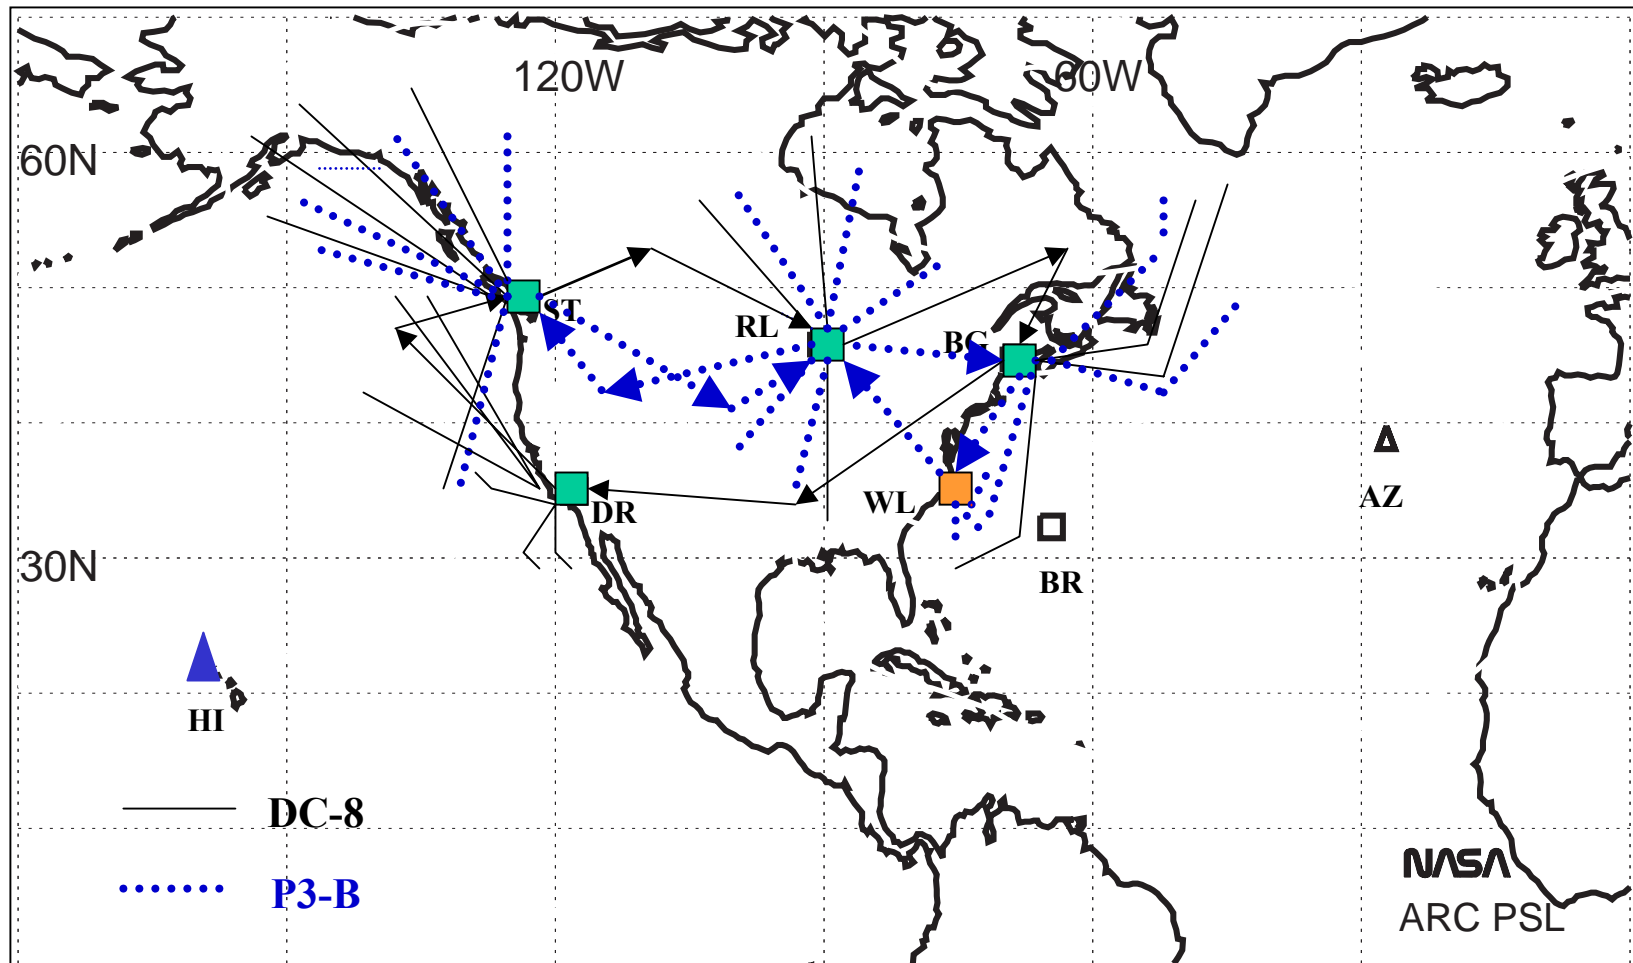 120W
60W
60N
ST
RL
BG
DR
WL
AZ
BR
30N
HI
DC-8
P3-B
NASA
ARC PSL